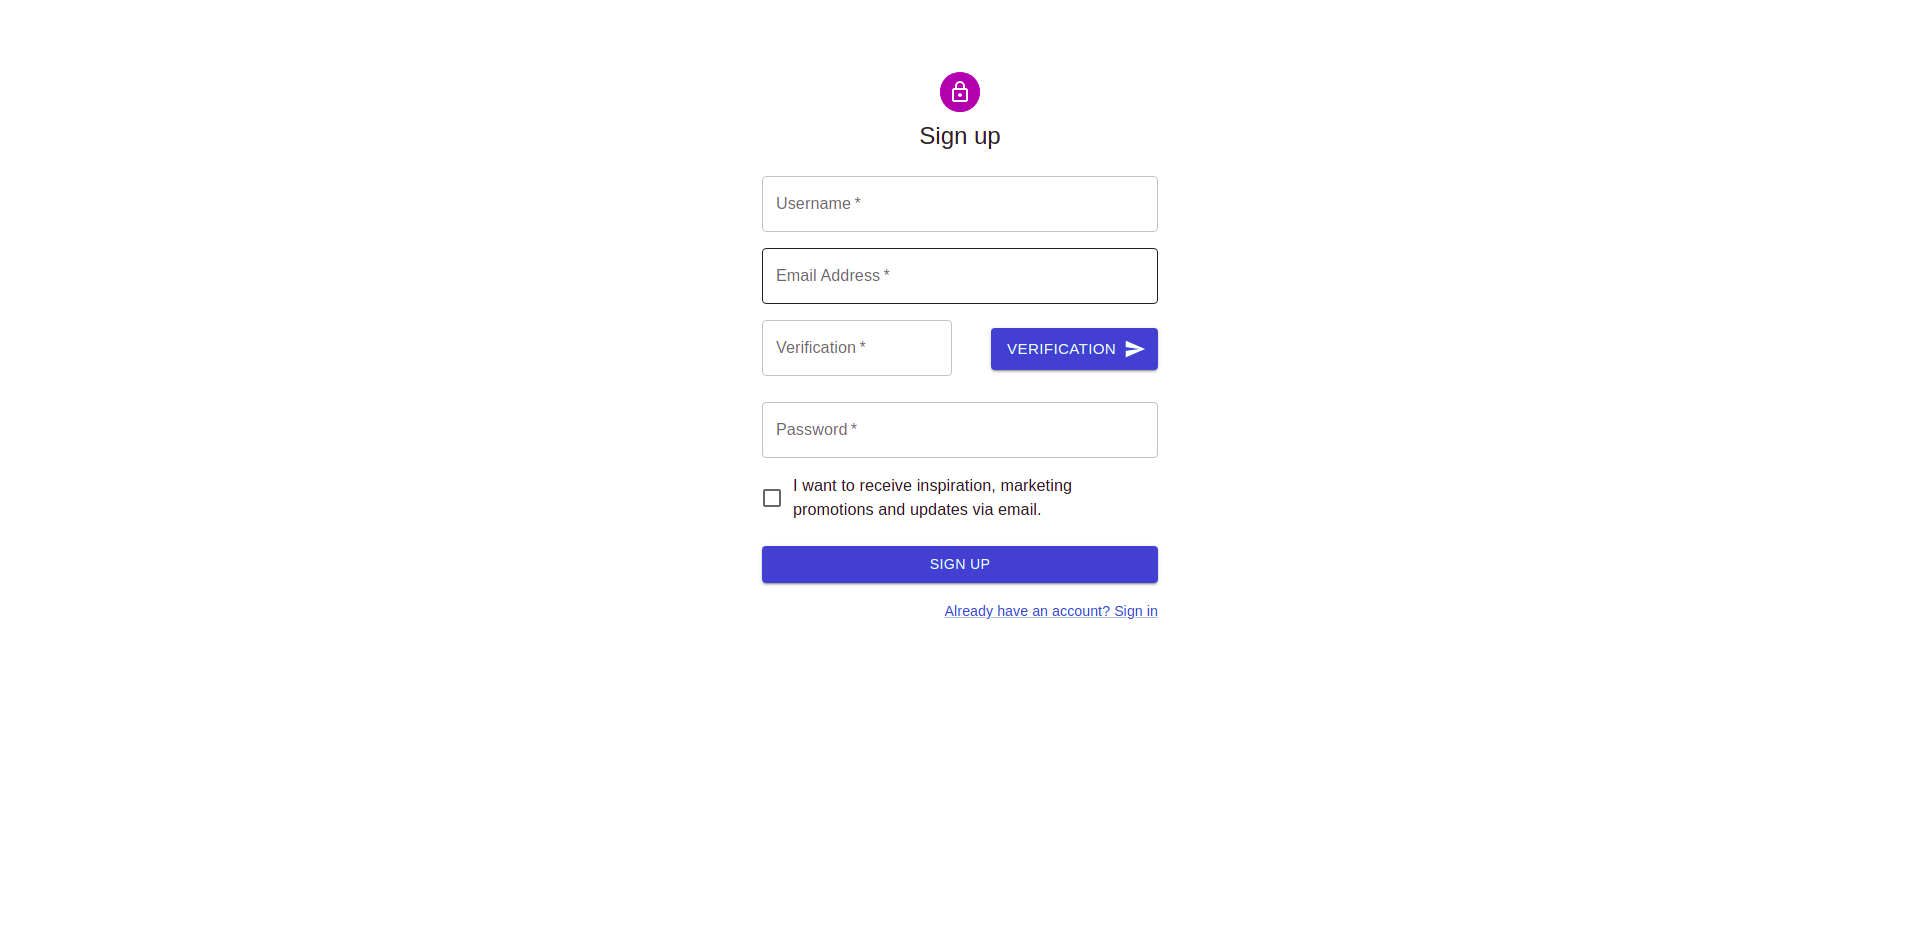 Sign up
Username *
Email Address *
Verification *
VERIFICATION
Password *
I want to receive inspiration, marketing
promotions and updates via email.
SIGN UP
Already have an account? Sign in